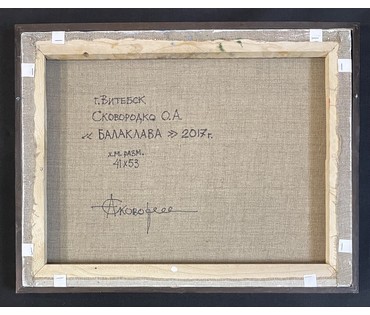 г. ВИТЕБСК
СКОВОРОДКО О.А.
« БАЛАКЛАВА » 2017г.
х.м. разм.
41х53